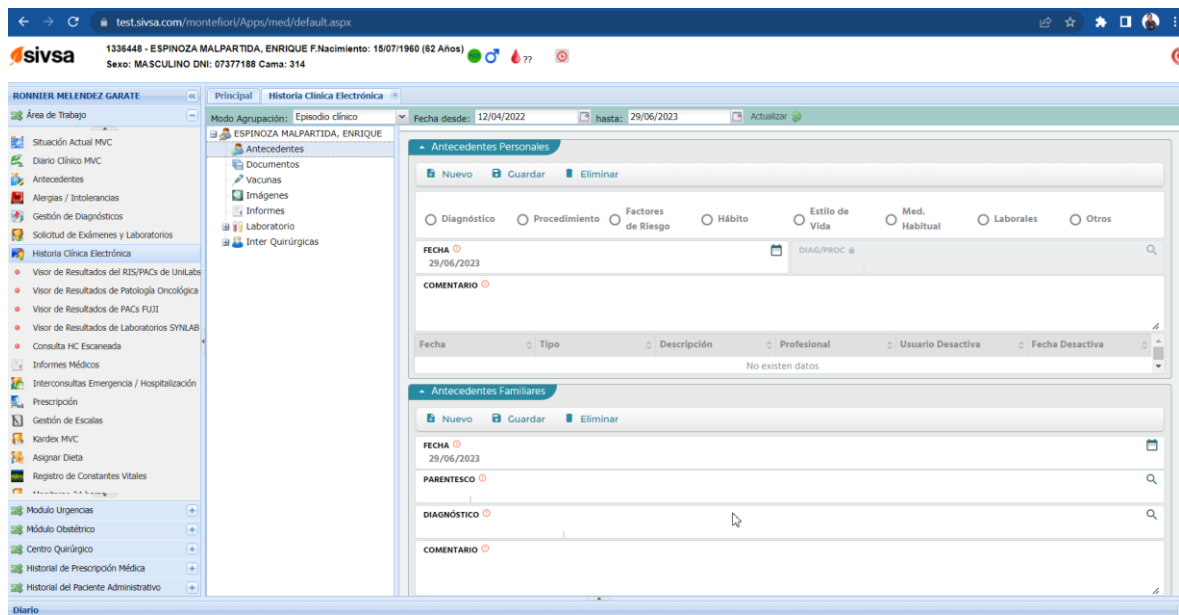 test.sivsa.com/montefiori/Apps/med/default.aspx
sivsa
1336448 - ESPINOZA MALPARTIDA, ENRIQUE F.Nacimiento: 15/07/1960 (62 Años)
Sexo: MASCULINO DNI: 07377188 Cama: 314
??
RONNIER MELENDEZ GARATE
Área de Trabajo
Situación Actual MVC
Diario Clínico MVC
Antecedentes
Alergias / Intolerancias
Gestión de Diagnósticos
Solicitud de Exámenes y Laboratorios
Historia Clínica Electrónica
Visor de Resultados del RIS/PACs de UniLabs
Visor de Resultados de Patología Oncológica
Visor de Resultados de PACs FUJI
Visor de Resultados de Laboratorios SYNLAB
Consulta HC Escaneada
Informes Médicos
Interconsultas Emergencia / Hospitalización
Prescripción
Gestión de Escalas
Kardex MVC
Asignar Dieta
Registro de Constantes Vitales
Modulo Urgencias
Módulo Obstétrico
Centro Quirúrgico
Historial de Prescripción Médica
Historial del Paciente Administrativo
Diario
Principal Historia Clínica Electrónica
Modo Agrupación: Episodio clínico Fecha desde: 12/04/2022 hasta: 29/06/2023 Actualizar
ESPINOZA MALPARTIDA, ENRIQUE
Antecedentes
Documentos
Vacunas
Imágenes
Informes
Laboratorio
Inter Quirúrgicas
Antecedentes Personales
Nuevo Guardar Eliminar
Diagnóstico Procedimiento Factores de Riesgo Hábito Estilo de Vida Med. Habitual Laborales Otros
FECHA DIAG/PROC
29/06/2023
COMENTARIO
Fecha Tipo Descripción Profesional Usuario Desactiva Fecha Desactiva
No existen datos
Antecedentes Familiares
Nuevo Guardar Eliminar
FECHA
29/06/2023
PARENTESCO
DIAGNÓSTICO
COMENTARIO